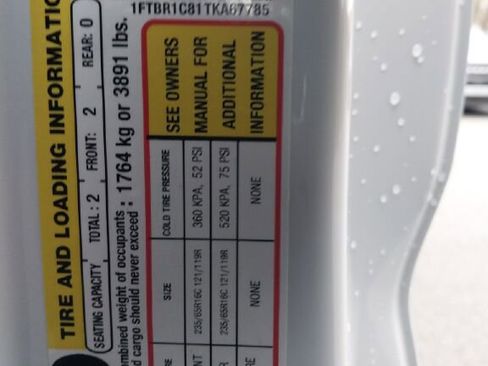 1FTBR1C81TKA67785
TIRE AND LOADING INFORMATIO
SEATING CAPACITY TOTAL : 2 FRONT: 2 REAR: 0
ombined weight of occupants
d cargo should never exceed : 1764 kg or 3891 lbs.
SIZE COLD TIRE PRESSURE SEE OWNERS
NT 235/65R16C 121/119R 360 KPA, 52 PSI MANUAL FOR
R 235/65R16C 121/119R 520 KPA, 75 PSI ADDITIONAL
RE NONE NONE INFORMATION